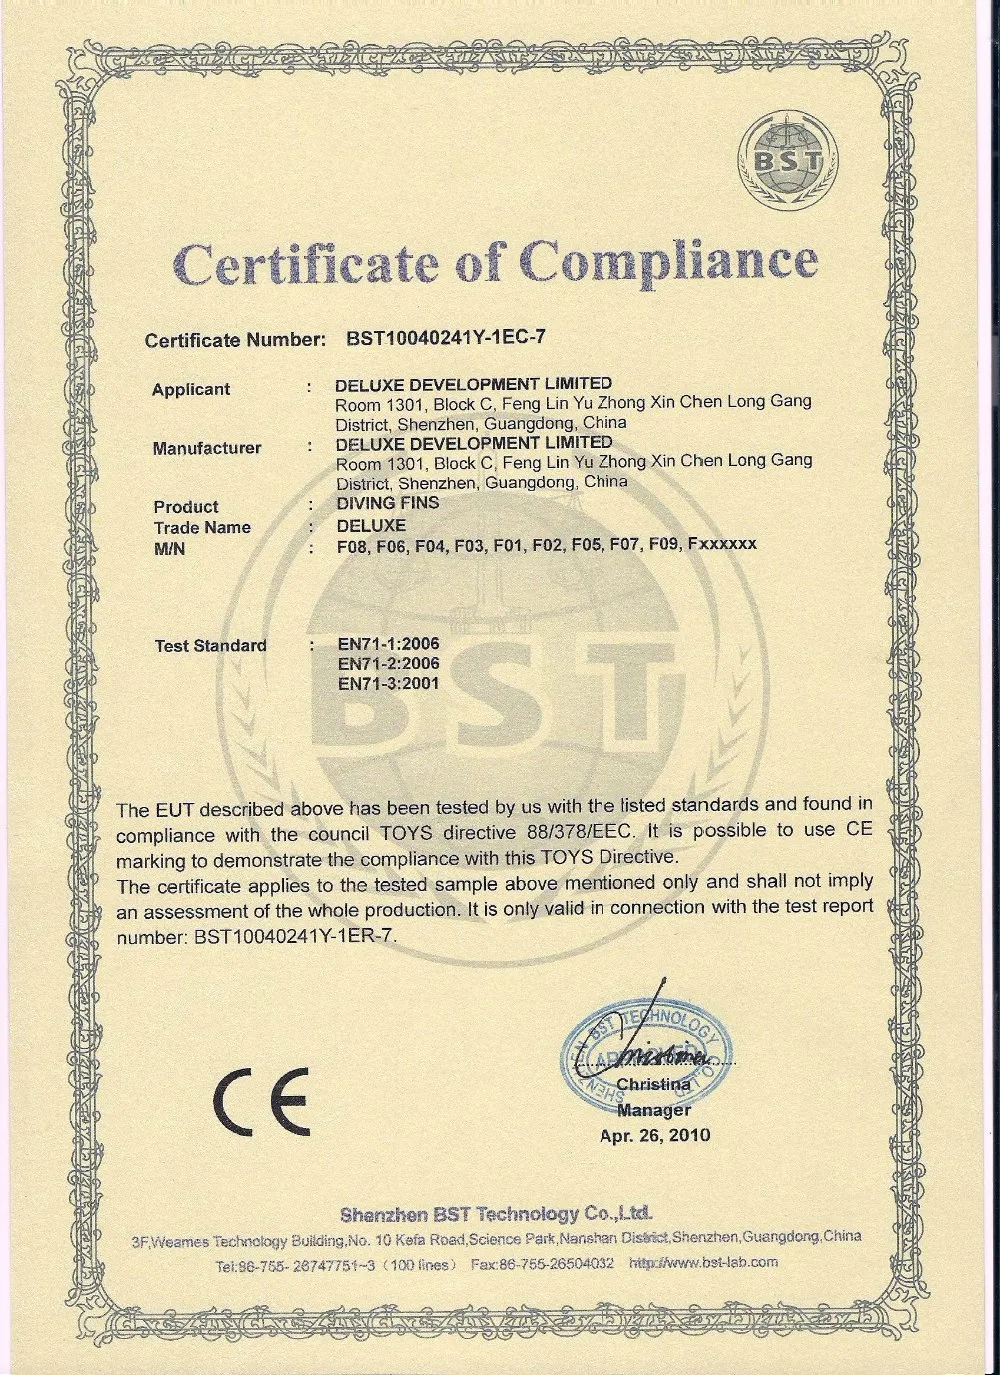 BST
Certificate of Compliance
Certificate Number: BST10040241Y-1EC-7
Applicant : DELUXE DEVELOPMENT LIMITED
Room 1301, Block C, Feng Lin Yu Zhong Xin Chen Long Gang
District, Shenzhen, Guangdong, China
Manufacturer : DELUXE DEVELOPMENT LIMITED
Room 1301, Block C, Feng Lin Yu Zhong Xin Chen Long Gang
District, Shenzhen, Guangdong, China
Product : DIVING FINS
Trade Name : DELUXE
M/N : F08, F06, F04, F03, F01, F02, F05, F07, F09, Fxxxxxx
Test Standard : EN71-1:2006
EN71-2:2006
EN71-3:2001
BST
The EUT described above has been tested by us with the listed standards and found in
compliance with the council TOYS directive 88/378/EEC. It is possible to use CE
marking to demonstrate the compliance with this TOYS Directive.
The certificate applies to the tested sample above mentioned only and shall not imply
an assessment of the whole production. It is only valid in connection with the test report
number: BST10040241Y-1ER-7.
SHENZHEN BST TECHNOLOGY CO.,LTD
APPROVED
Christina
CE
Christina
Manager
Apr. 26, 2010
Shenzhen BST Technology Co.,Ltd.
3F,Weames Technology Building,No. 10 Kefa Road,Science Park,Nanshan District,Shenzhen,Guangdong,China
Tel:86-755- 26747751~3（100 lines） Fax:86-755-26504032 http://www.bst-lab.com